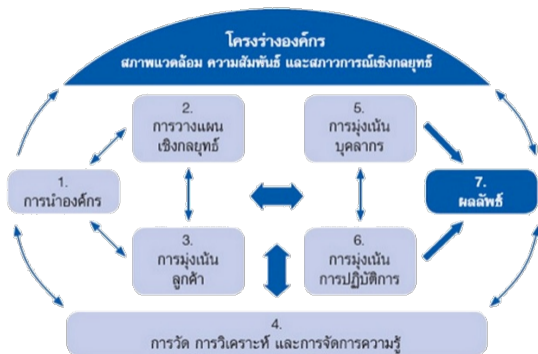 โครงร่างองค์กร
สภาพแวดล้อม ความสัมพันธ์ และสภาวการณ์เชิงกลยุทธ์
1.
การนำองค์กร
2.
การวางแผน
เชิงกลยุทธ์
3.
การมุ่งเน้น
ลูกค้า
5.
การมุ่งเน้น
บุคลากร
6.
การมุ่งเน้น
การปฏิบัติการ
7.
ผลลัพธ์
4.
การวัด การวิเคราะห์ และการจัดการความรู้